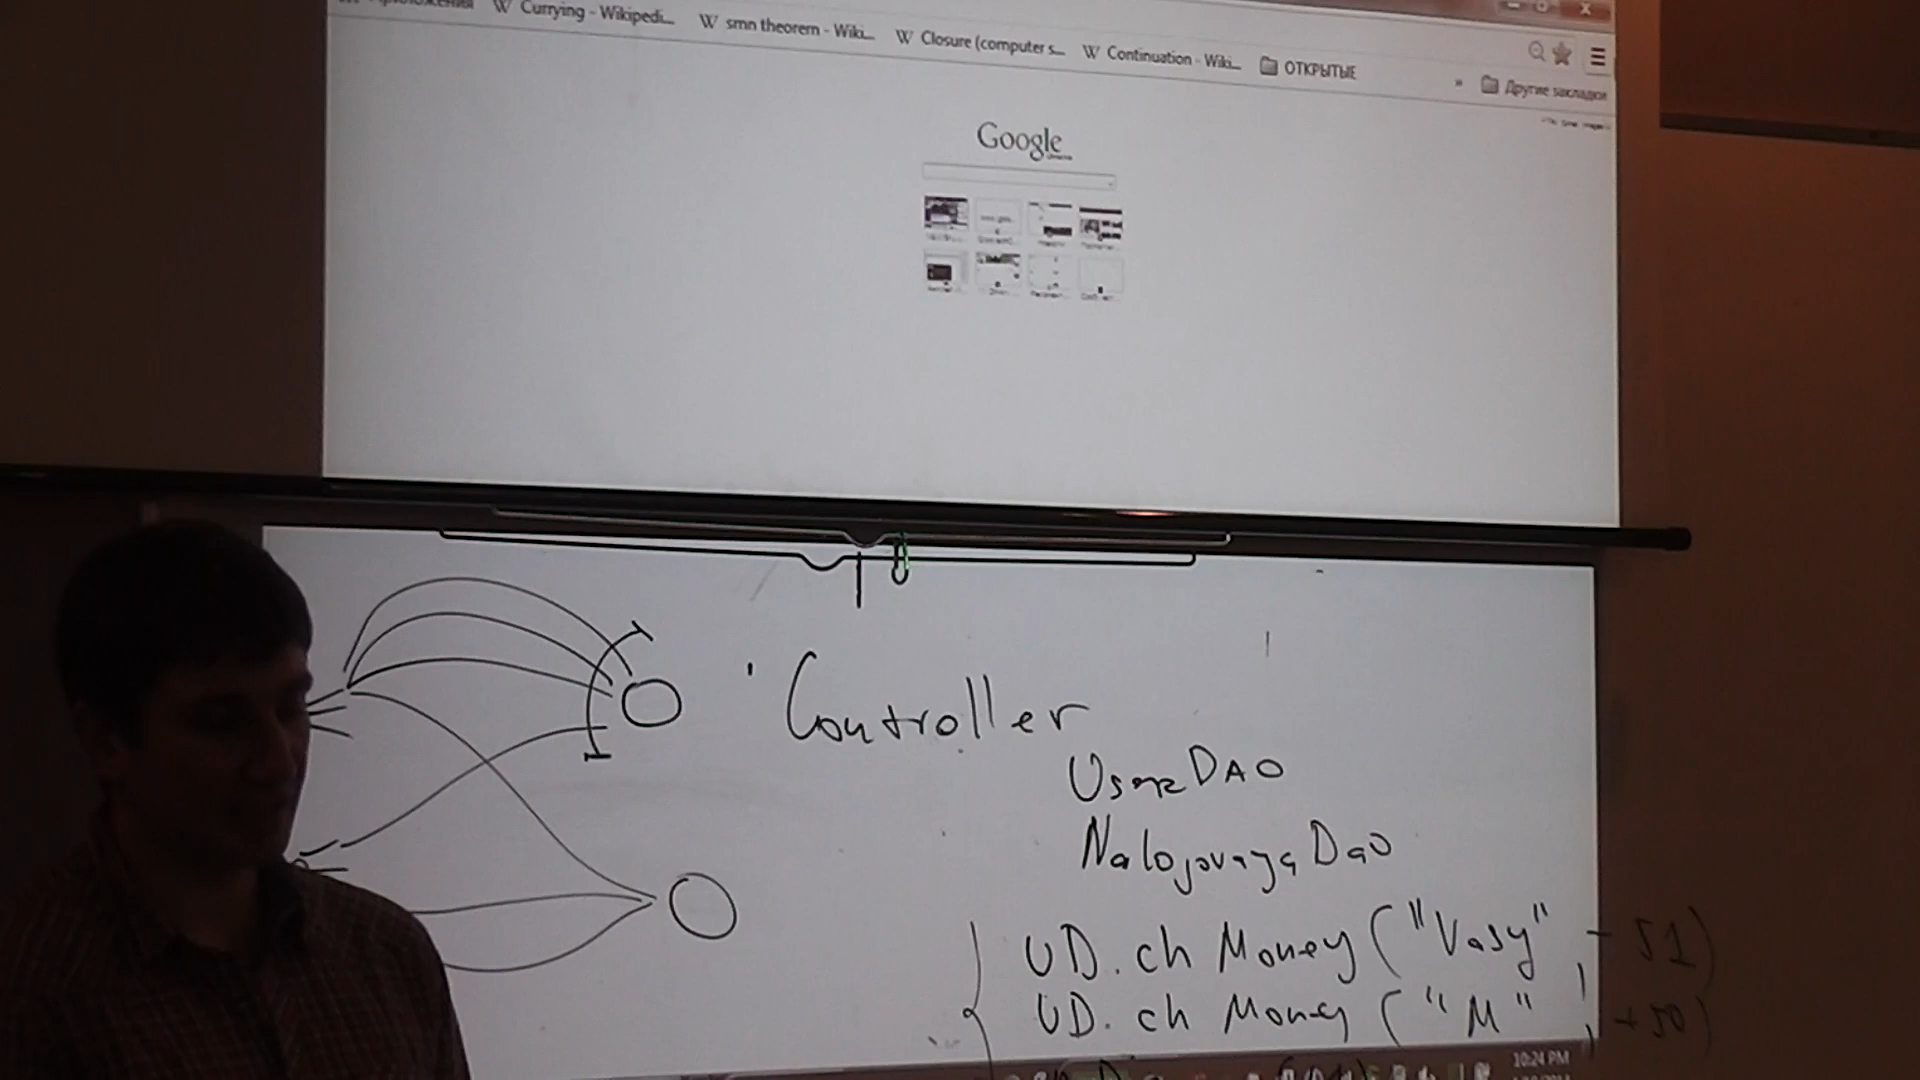 Приложения
Currying - Wikipedi...
smn theorem - Wiki...
Closure (computer s...
Continuation - Wiki...
ОТКРЫТЫЕ
»
Другие закладки
Google
Controller
UserDAO
NalogovayaDao
UD.ch Money ("Vasy", - 51)
UD.ch Money ("M", + 50)
10:24 PM